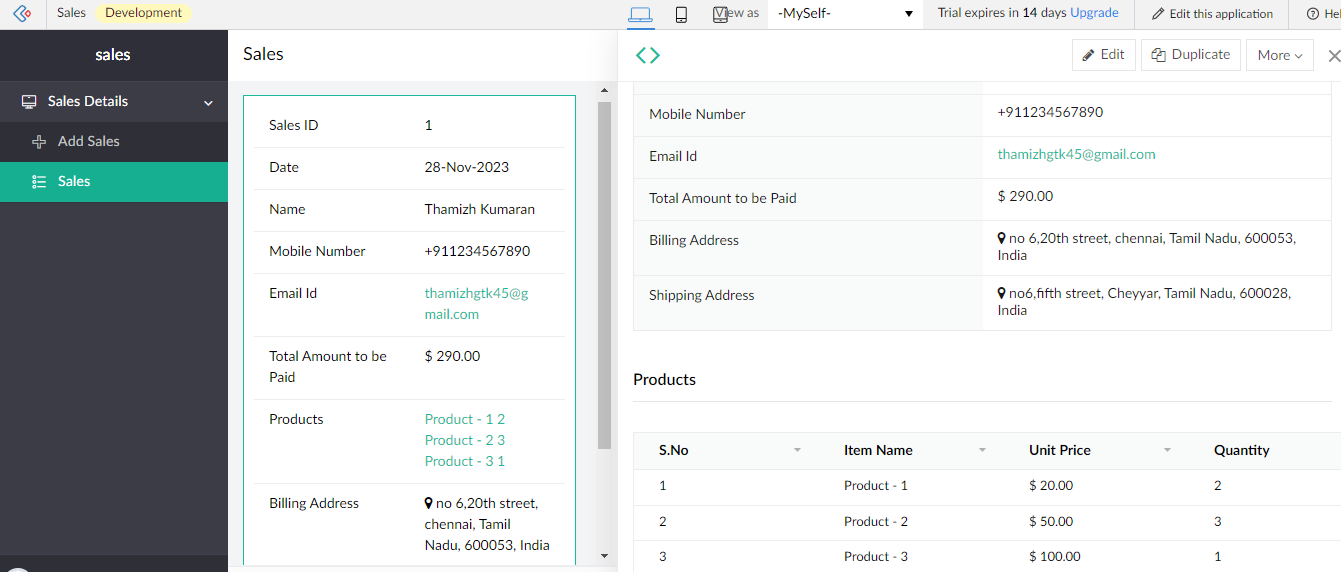 Sales Development
View as -MySelf- Trial expires in 14 days Upgrade Edit this application
sales
Sales Details
Add Sales
Sales
Sales
Sales ID 1
Date 28-Nov-2023
Name Thamizh Kumaran
Mobile Number +911234567890
Email Id thamizhgtk45@g
mail.com
Total Amount to be $ 290.00
Paid
Products Product - 1 2
Product - 2 3
Product - 3 1
Billing Address no 6,20th street,
chennai, Tamil
Nadu, 600053, India
Edit Duplicate More
Mobile Number +911234567890
Email Id thamizhgtk45@gmail.com
Total Amount to be Paid $ 290.00
Billing Address no 6,20th street, chennai, Tamil Nadu, 600053,
India
Shipping Address no6,fifth street, Cheyyar, Tamil Nadu, 600028,
India
Products
S.No Item Name Unit Price Quantity
1 Product - 1 $ 20.00 2
2 Product - 2 $ 50.00 3
3 Product - 3 $ 100.00 1